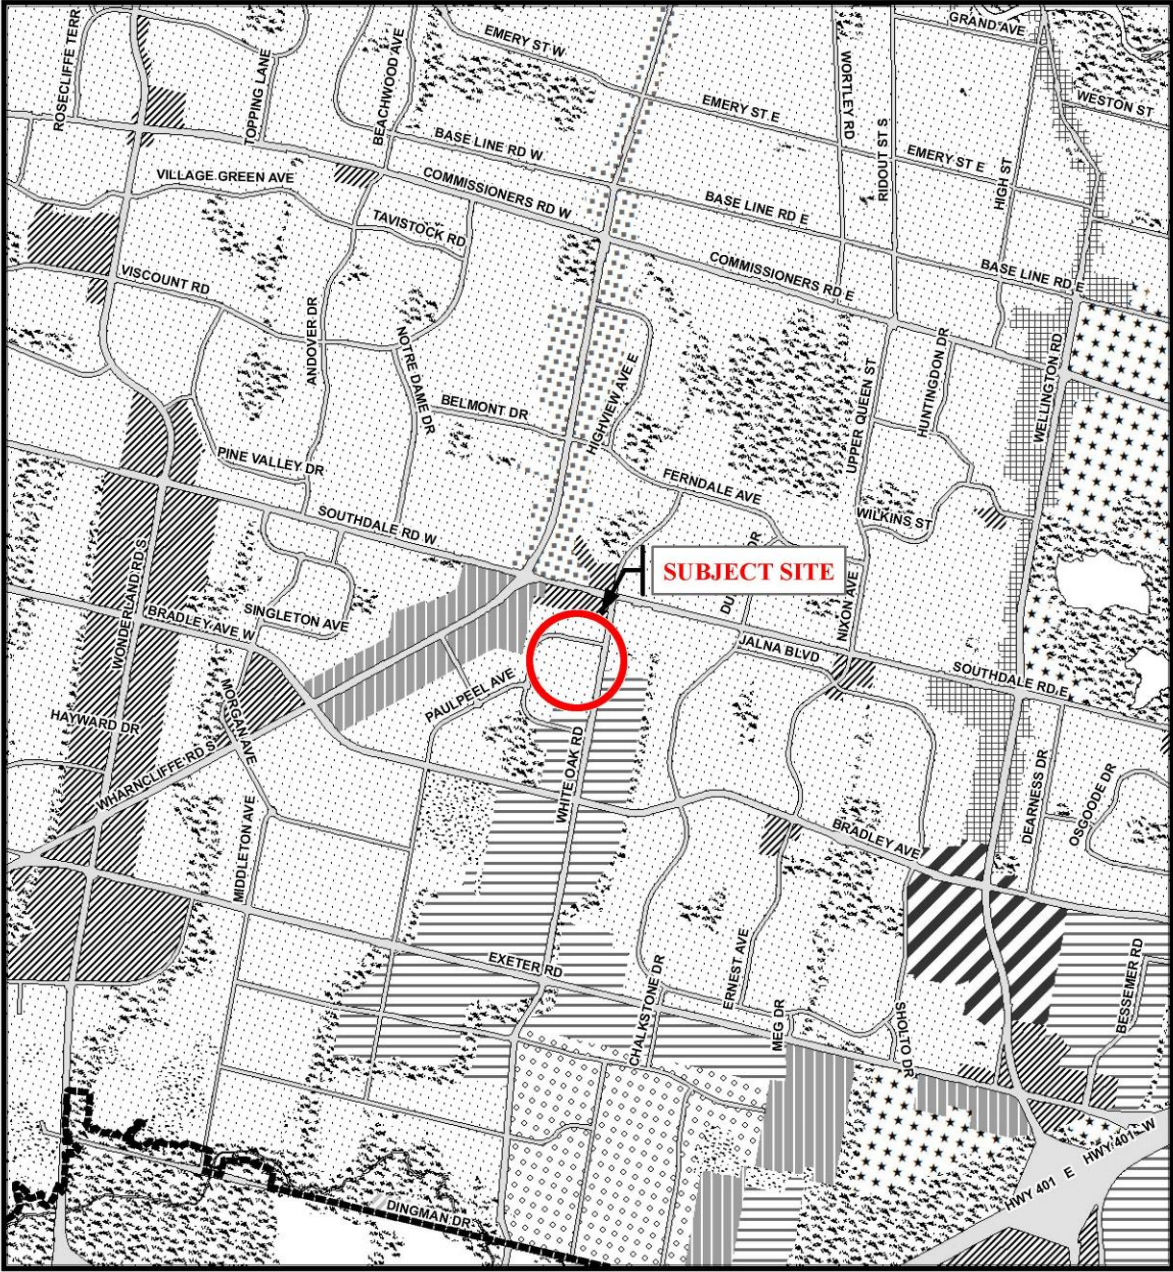 ROSECLIFFE TERR
TOPPING LANE
BEACHWOOD AVE
EMERY ST W
GRAND AVE
WORTLEY RD
RIDOUT ST S
WESTON ST
EMERY ST E
EMERY ST E
HIGH ST
BASE LINE RD W
VILLAGE GREEN AVE
COMMISSIONERS RD W
BASE LINE RD E
TAVISTOCK RD
COMMISSIONERS RD E
BASE LINE RD E
VISCOUNT RD
ANDOVER DR
NOTRE DAME DR
HIGHVIEW AVE E
UPPER QUEEN ST
HUNTINGDON DR
WELLINGTON RD
BELMONT DR
PINE VALLEY DR
FERNDALE AVE
SOUTHDALE RD W
WILKINS ST
DR
SUBJECT SITE
DU
NIXON AVE
WONDERLAND RD S
BRADLEY AVE W
SINGLETON AVE
JALNA BLVD
SOUTHDALE RD E
PAULPEEL AVE
MORGAN AVE
HAYWARD DR
WHARNCLIFFE RD S
WHITE OAK RD
DEARNESS DR
OSGOODE DR
MIDDLETON AVE
BRADLEY AVE
EXETER RD
ERNEST AVE
CHALKSTONE DR
MEG DR
SHOLTO DR
BESSEMER RD
HWY 401 W
HWY 401 E
DINGMAN DR